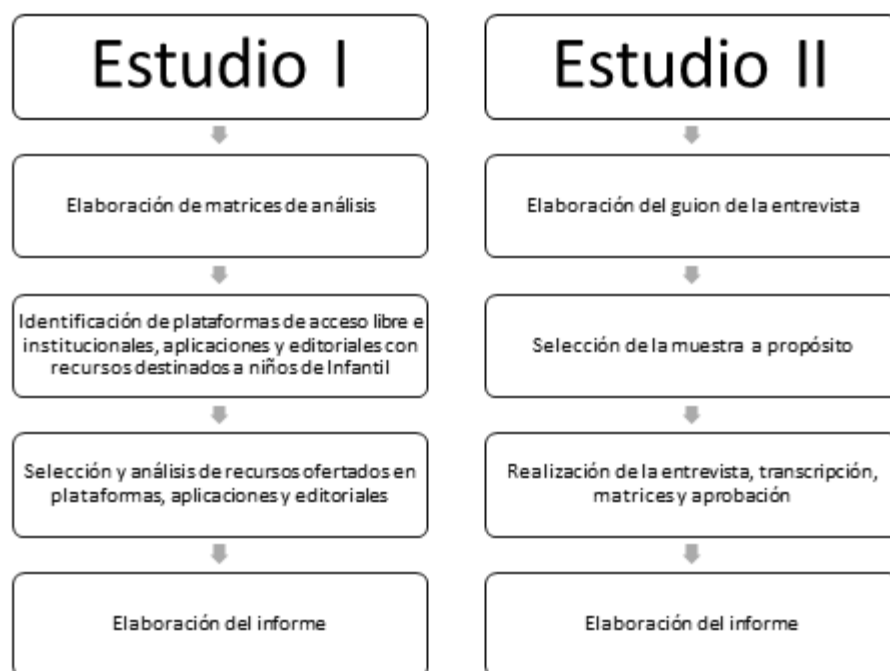 Estudio I
Elaboración de matrices de análisis
Identificación de plataformas de acceso libre e
institucionales, aplicaciones y editoriales con
recursos destinados a niños de Infantil
Selección y análisis de recursos ofertados en
plataformas, aplicaciones y editoriales
Elaboración del informe
Estudio II
Elaboración del guion de la entrevista
Selección de la muestra a propósito
Realización de la entrevista, transcripción,
matrices y aprobación
Elaboración del informe